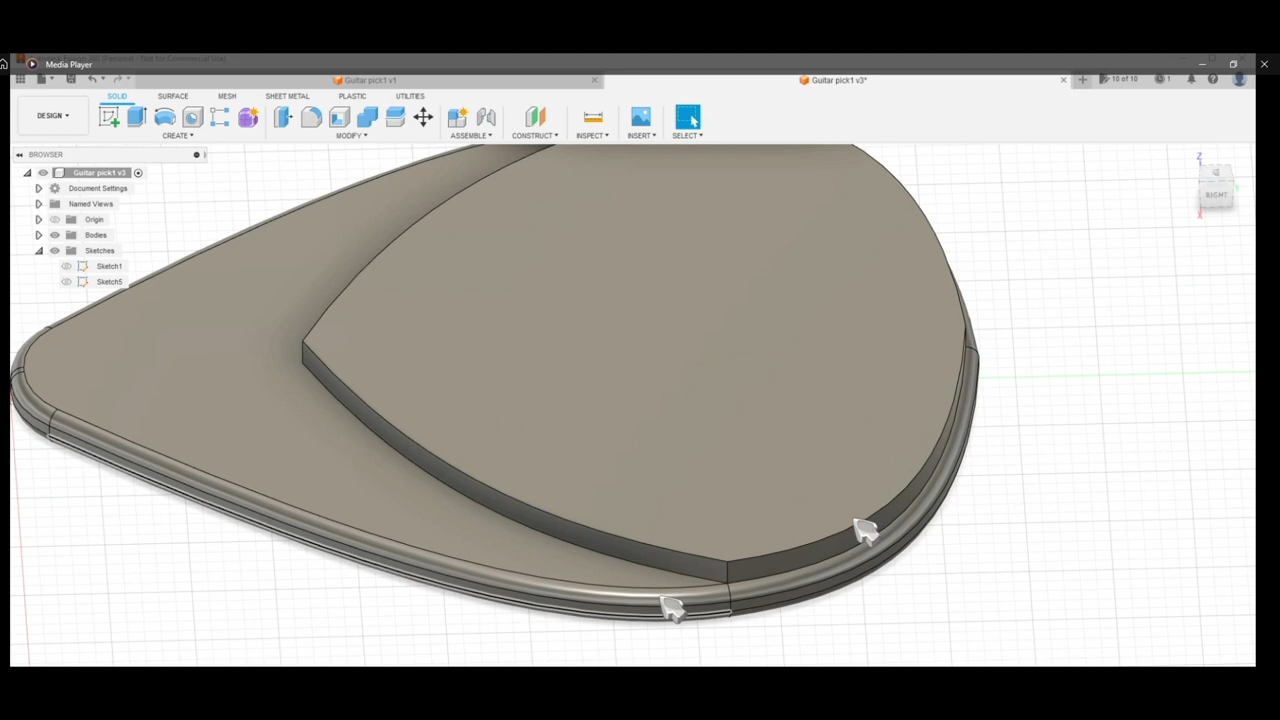 Media Player
Guitar pick1 v1
Guitar pick1 v3*
10 of 10
1
DESIGN
SOLID
SURFACE
MESH
SHEET METAL
PLASTIC
UTILITIES
CREATE
MODIFY
ASSEMBLE
CONSTRUCT
INSPECT
INSERT
SELECT
BROWSER
Guitar pick1 v3
Document Settings
Named Views
Origin
Bodies
Sketches
Sketch1
Sketch5
Z
RIGHT